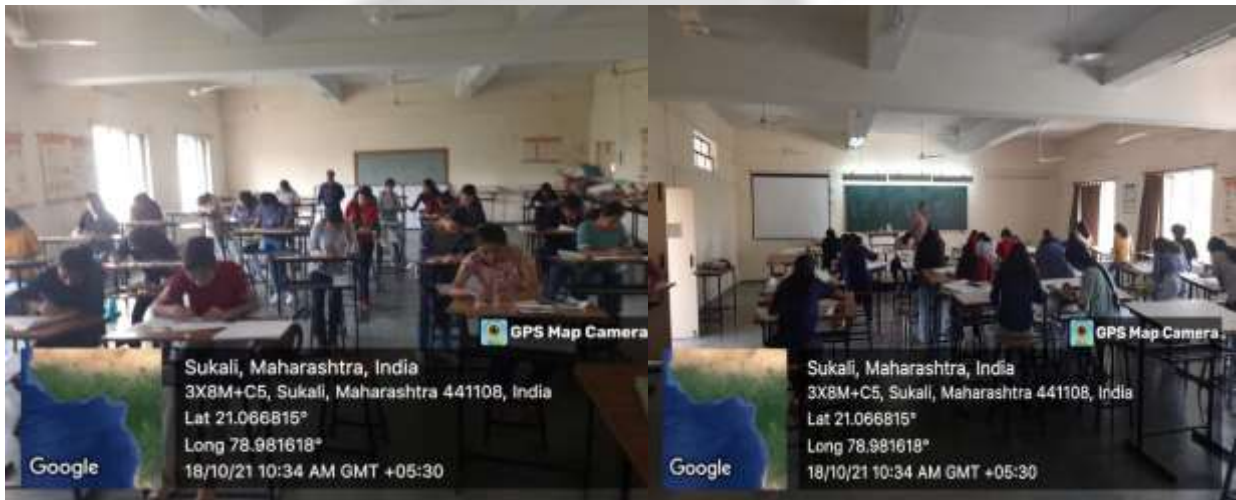 GPS Map Camera
Sukali, Maharashtra, India
3X8M+C5, Sukali, Maharashtra 441108, India
Lat 21.066815°
Long 78.981618°
18/10/21 10:34 AM GMT +05:30
Google
GPS Map Camera
Sukali, Maharashtra, India
3X8M+C5, Sukali, Maharashtra 441108, India
Lat 21.066815°
Long 78.981618°
18/10/21 10:34 AM GMT +05:30
Google